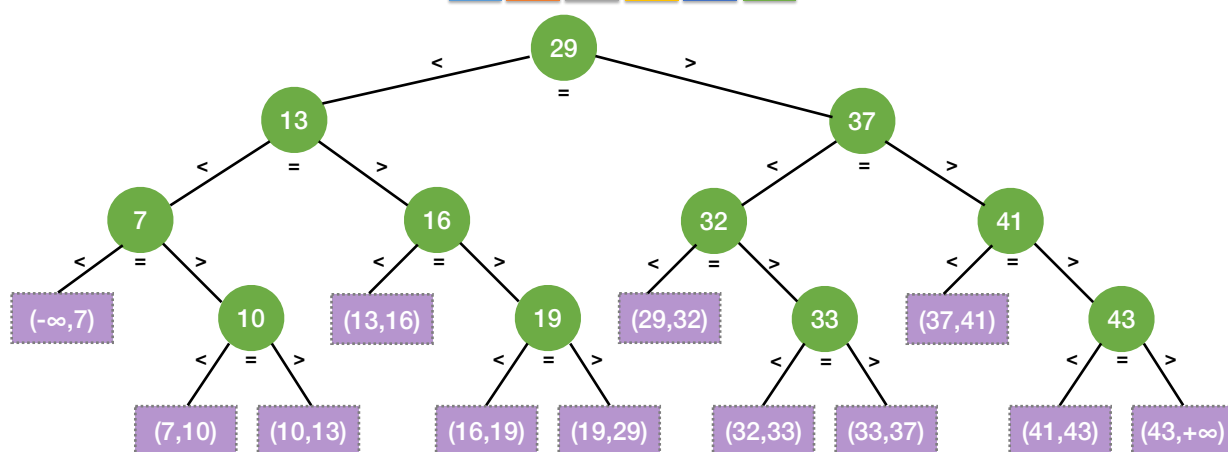 29
< >
=
13 37
< = > < = >
7 16 32 41
< = > < = > < = > < = >
(-∞,7) 10 (13,16) 19 (29,32) 33 (37,41) 43
< = > < = > < = > < = >
(7,10) (10,13) (16,19) (19,29) (32,33) (33,37) (41,43) (43,+∞)